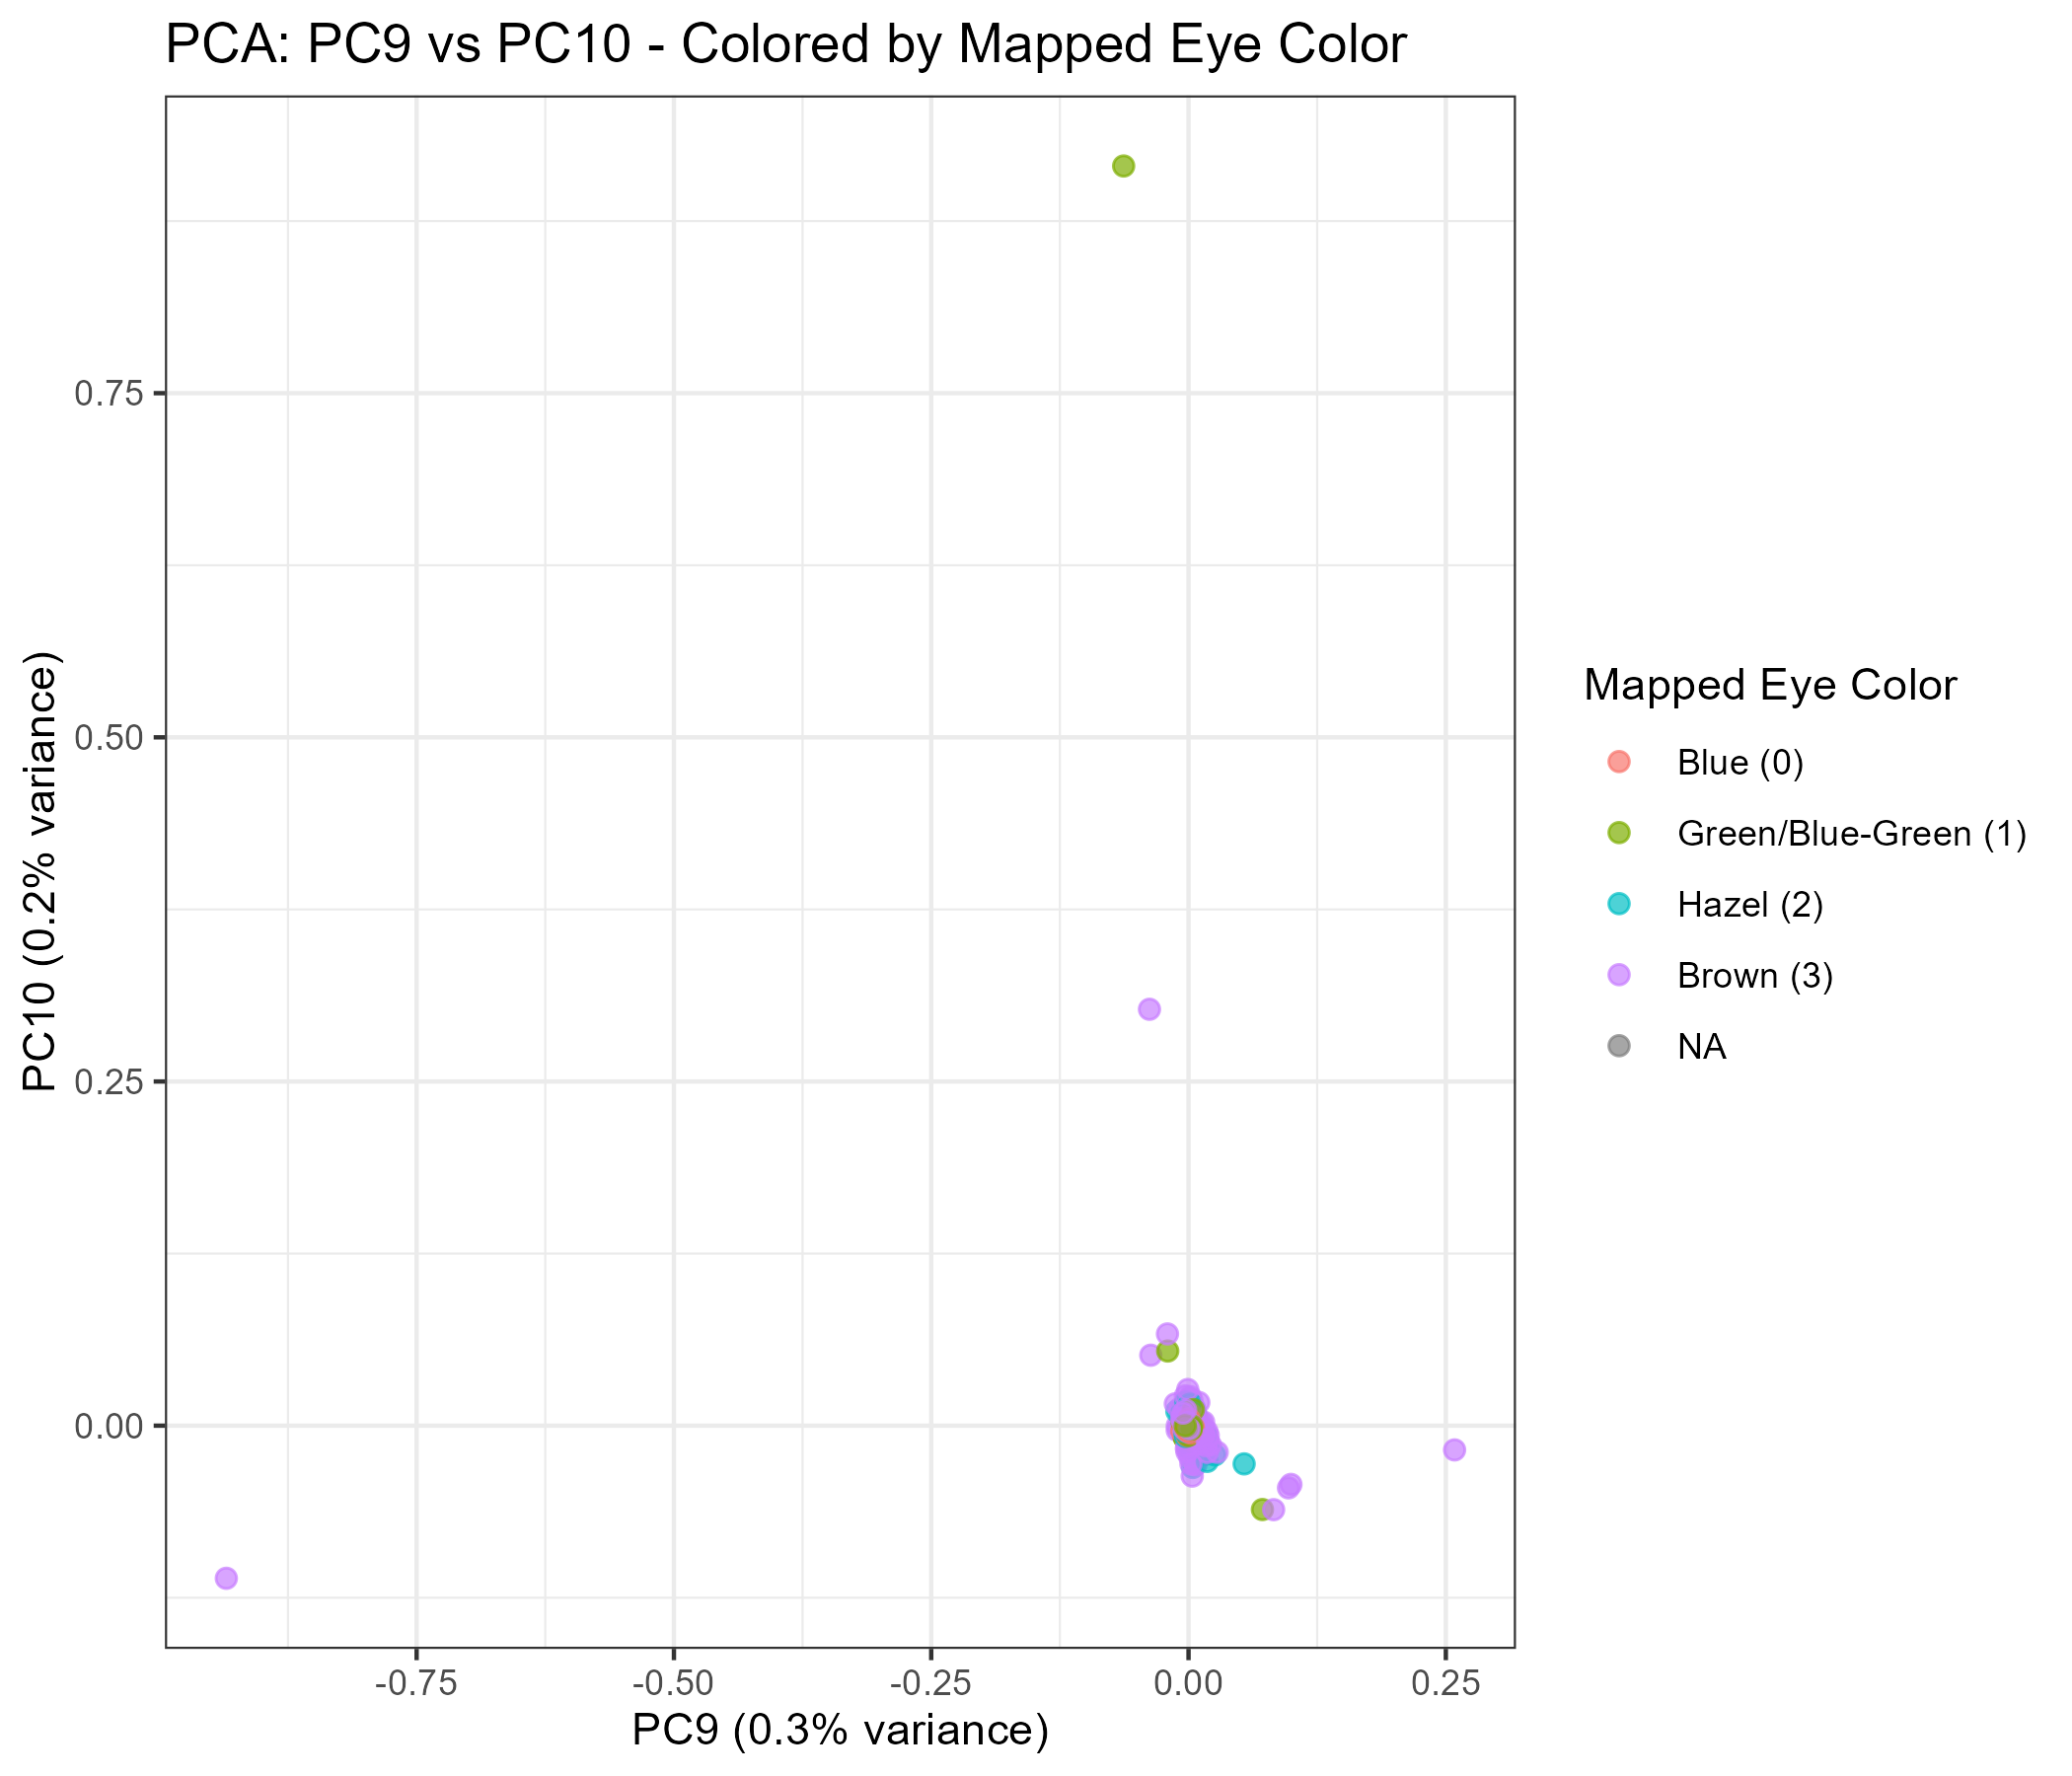 PCA: PC9 vs PC10 - Colored by Mapped Eye Color
PC10 (0.2% variance)
0.75
0.50
0.25
0.00
-0.75
-0.50
-0.25
0.00
0.25
PC9 (0.3% variance)
Mapped Eye Color
Blue (0)
Green/Blue-Green (1)
Hazel (2)
Brown (3)
NA